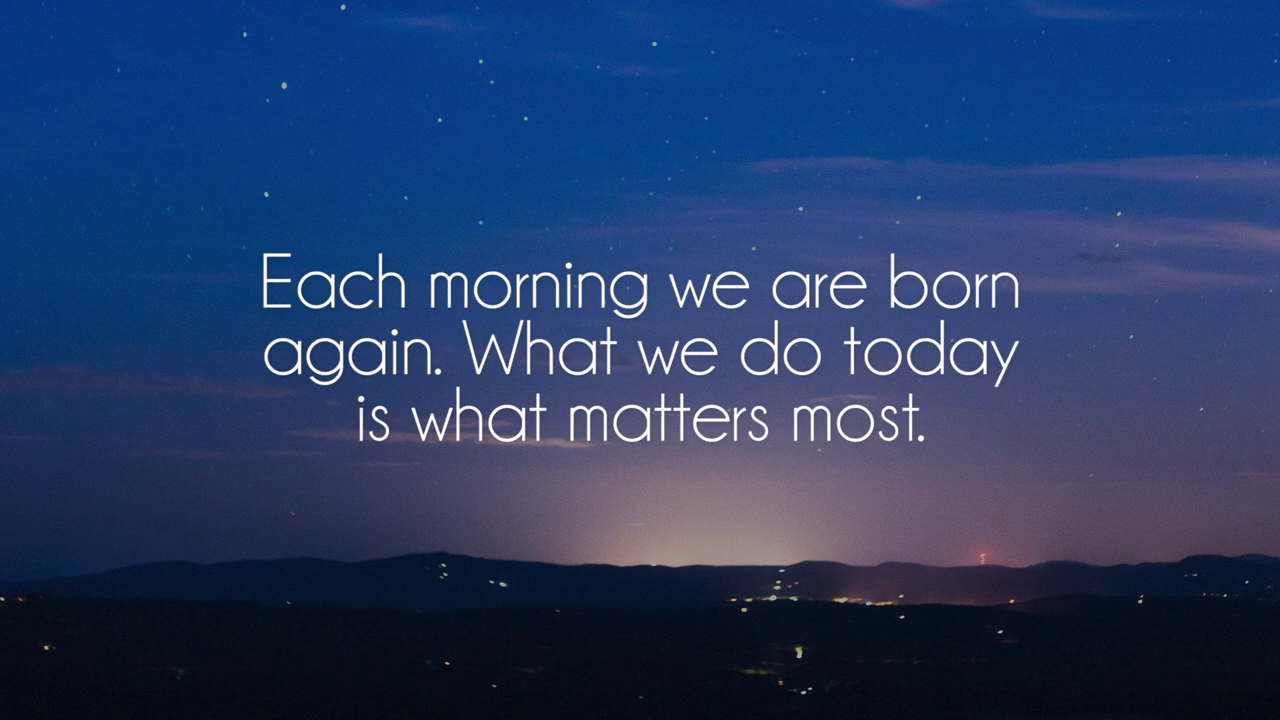 Each morning we are born
again. What we do today
is what matters most.